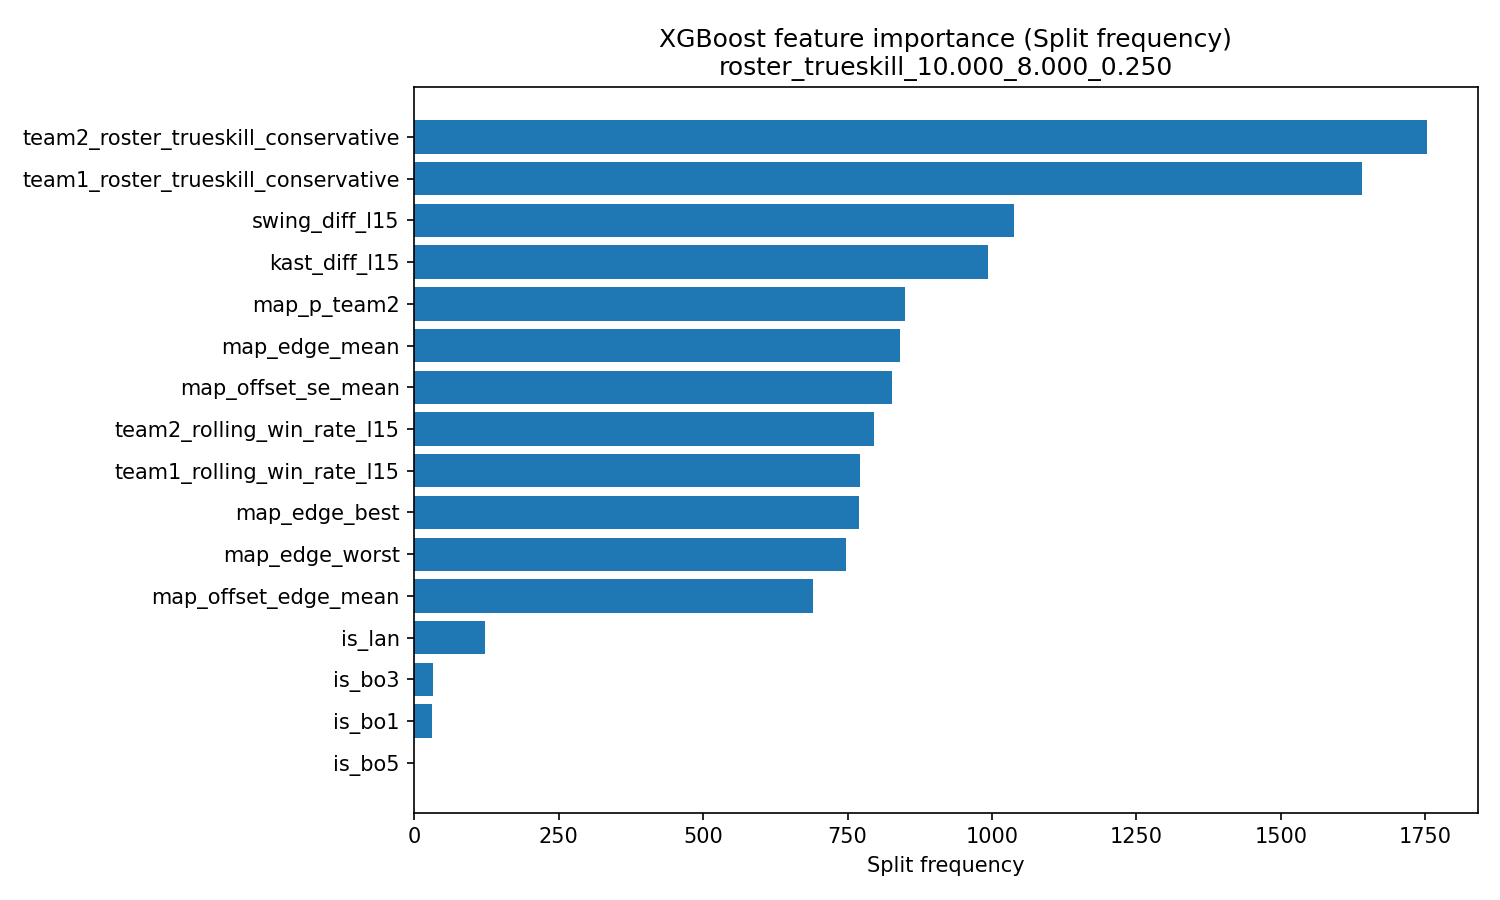 XGBoost feature importance (Split frequency)
roster_trueskill_10.000_8.000_0.250
team2_roster_trueskill_conservative
team1_roster_trueskill_conservative
swing_diff_l15
kast_diff_l15
map_p_team2
map_edge_mean
map_offset_se_mean
team2_rolling_win_rate_l15
team1_rolling_win_rate_l15
map_edge_best
map_edge_worst
map_offset_edge_mean
is_lan
is_bo3
is_bo1
is_bo5
0 250 500 750 1000 1250 1500 1750
Split frequency